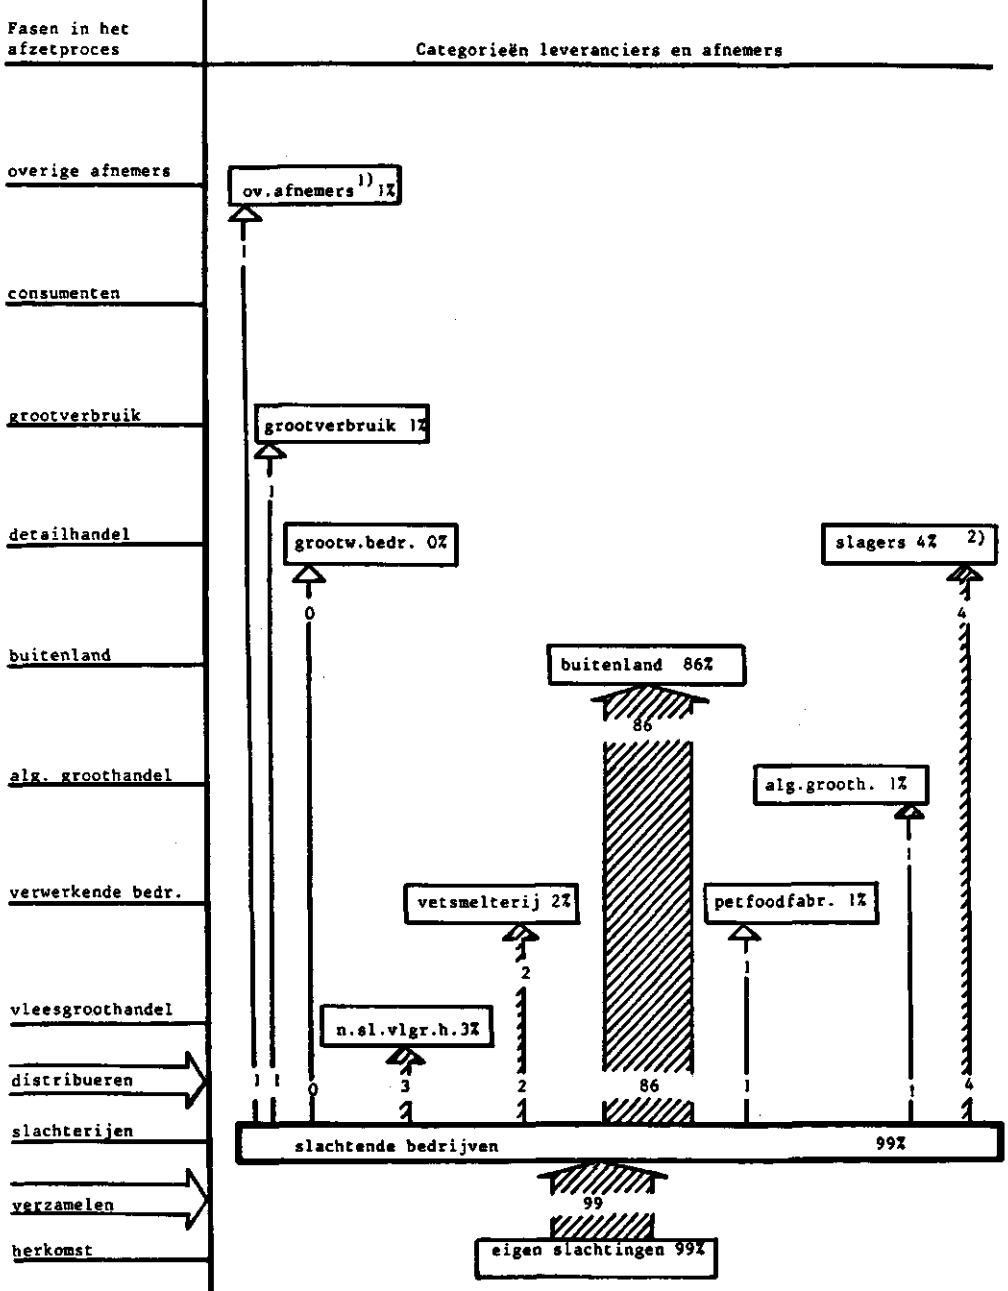 Fasen in het
afzetproces
Categorieën leveranciers en afnemers
overige afnemers
ov.afnemers 1) 1%
1
consumenten
grootverbruik
grootverbruik 1%
1
detailhandel
grootw.bedr. 0%
slagers 4% 2)
0
4
buitenland
buitenland 86%
86
alg. groothandel
alg.grooth. 1%
1
verwerkende bedr.
vetsmelterij 2%
petfoodfabr. 1%
2
1
vleesgroothandel
n.sl.vlgr.h.3%
distribueren
1 1 0 3 2 86 1 1 4
slachterijen
slachtende bedrijven 99%
verzamelen
99
herkomst
eigen slachtingen 99%